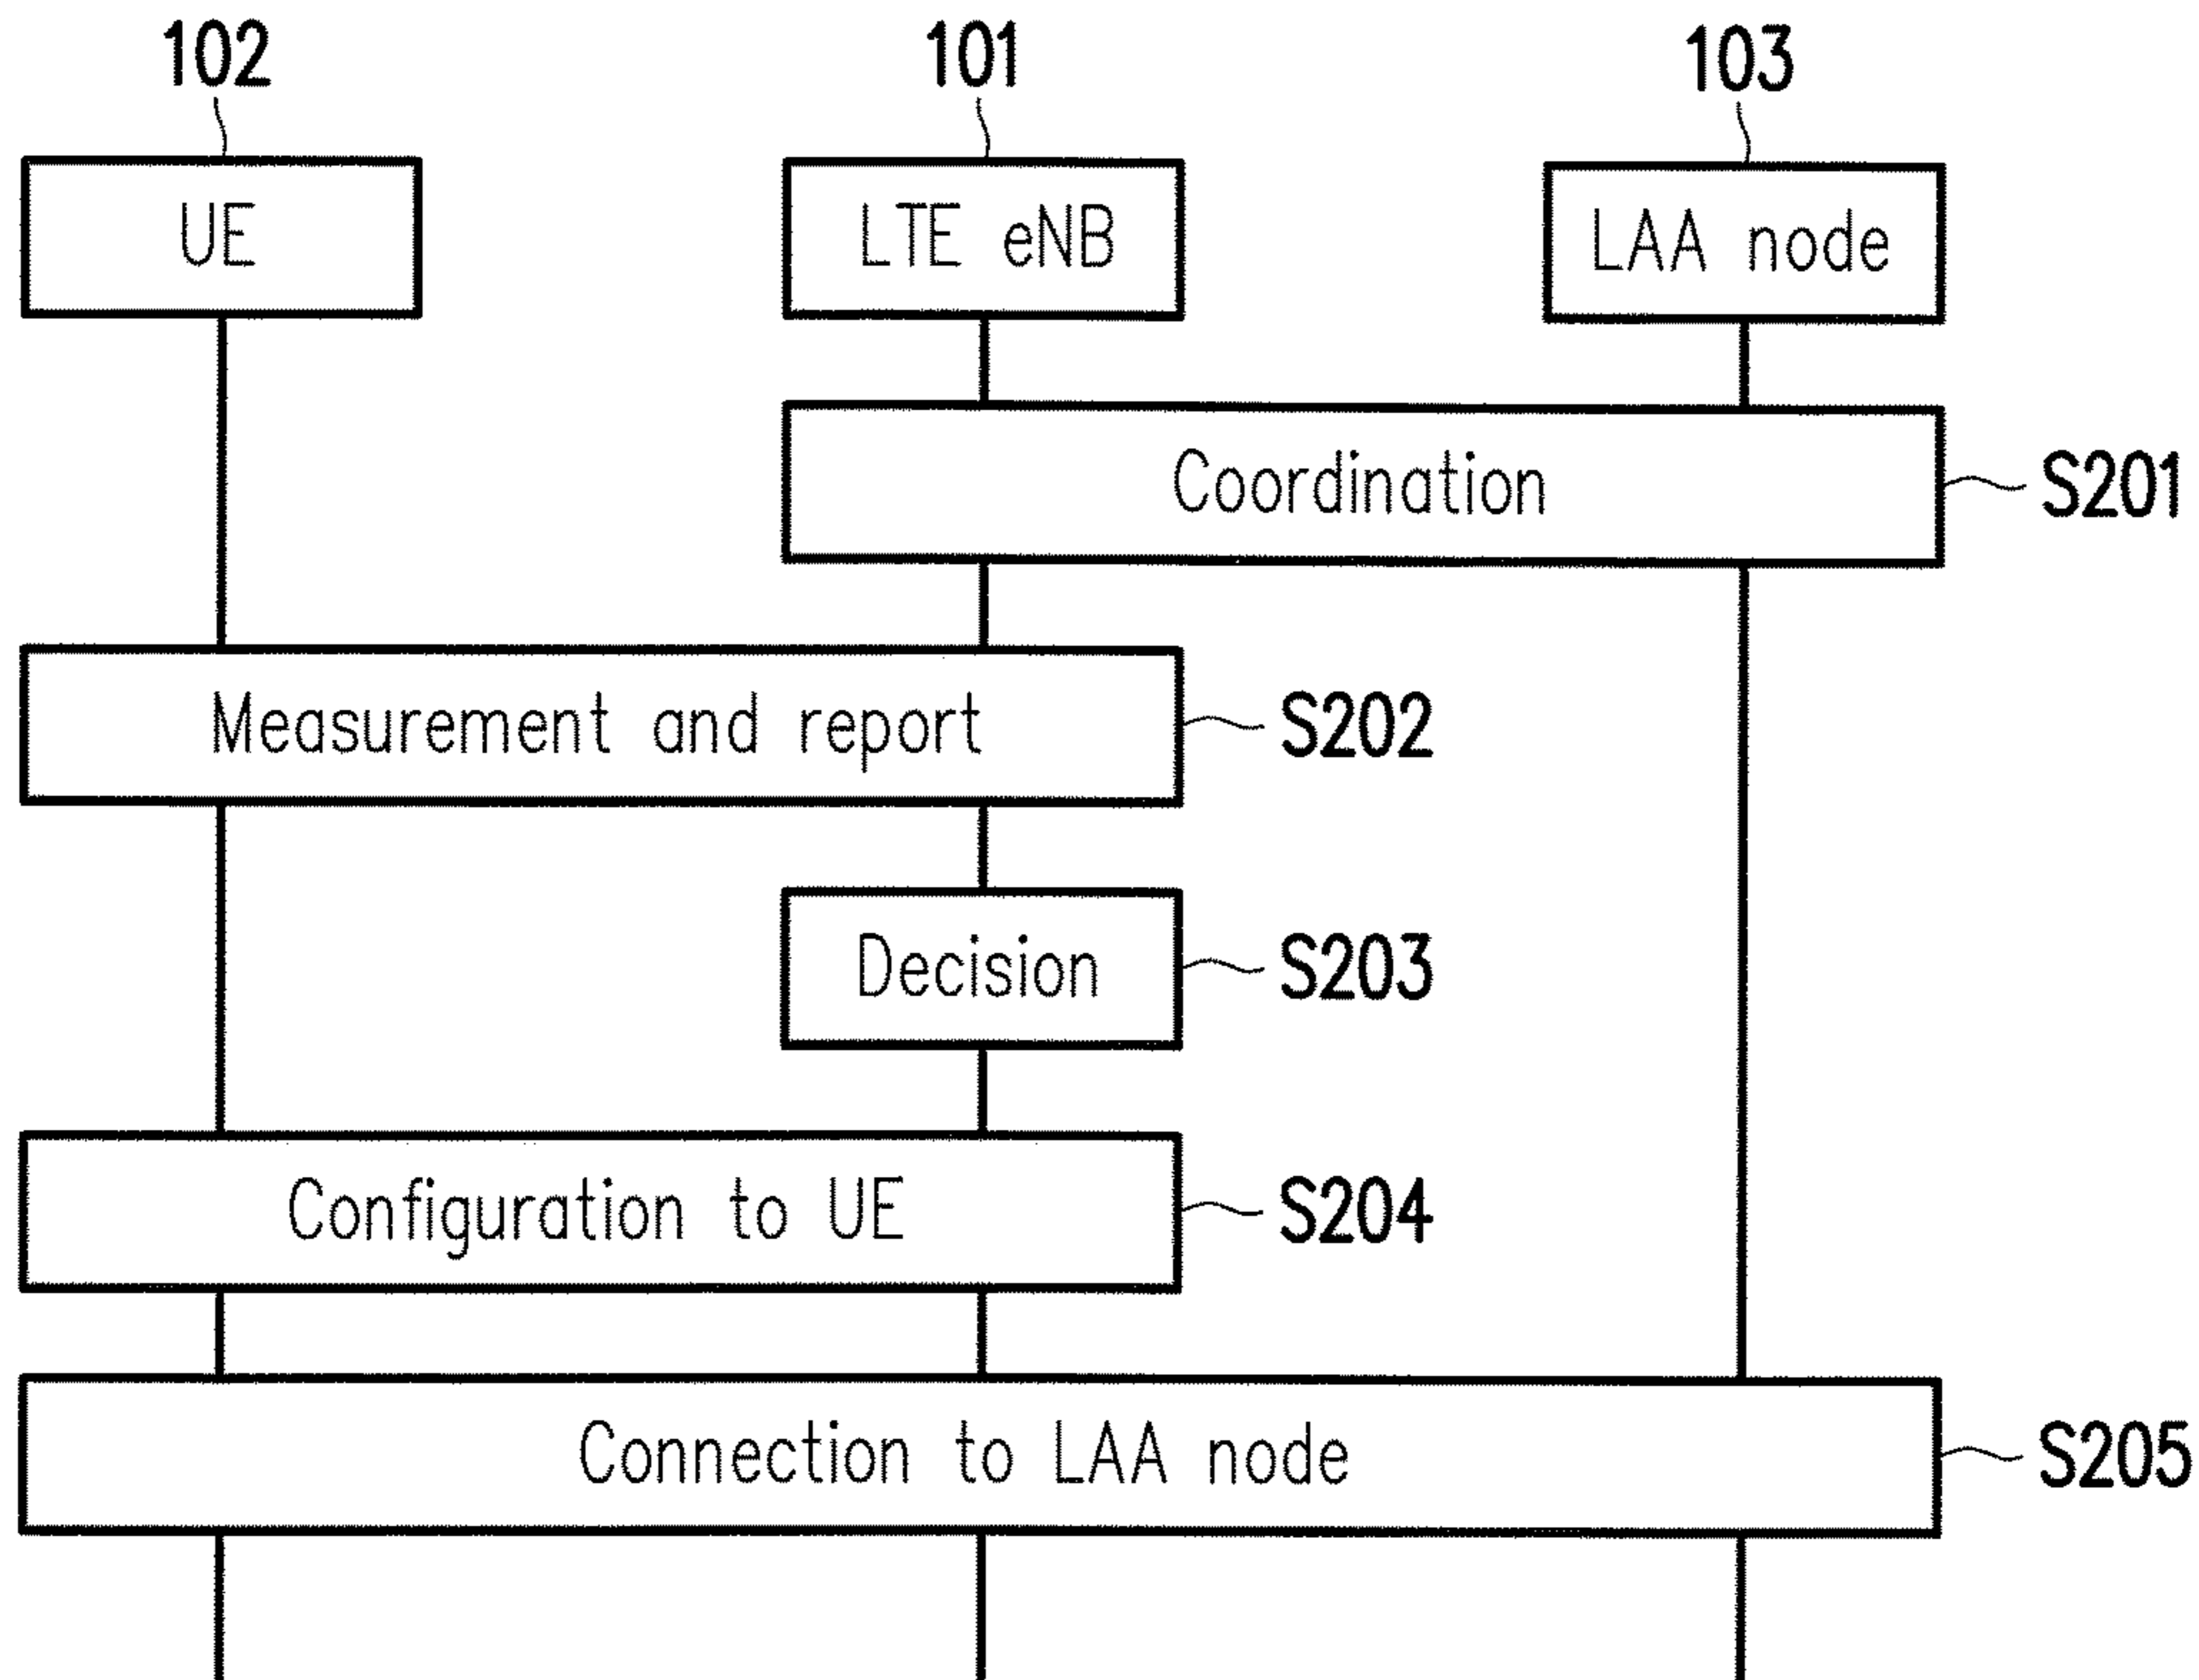 102
101
103
UE
LTE eNB
LAA node
Coordination
S201
Measurement and report
S202
Decision
S203
Configuration to UE
S204
Connection to LAA node
S205